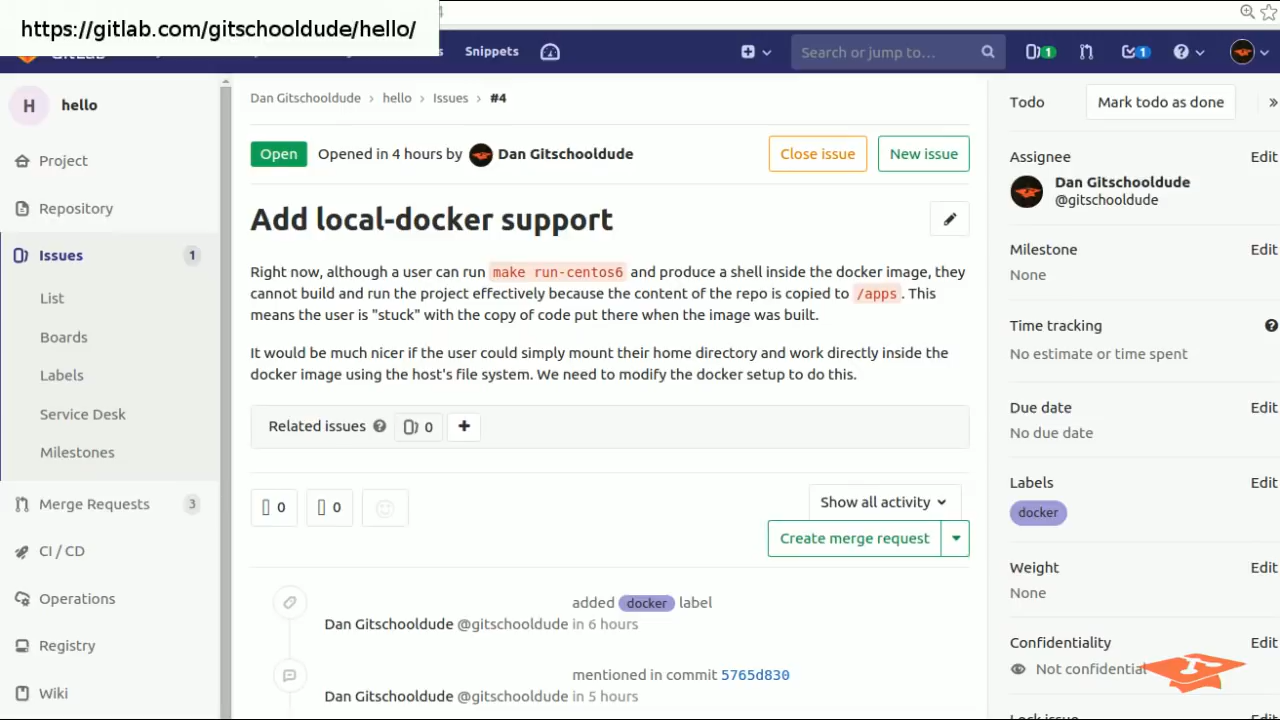 https://gitlab.com/gitschooldude/hello/
Snippets
Search or jump to…
1
1
H hello
Project
Repository
Issues 1
List
Boards
Labels
Service Desk
Milestones
Merge Requests 3
CI / CD
Operations
Registry
Wiki
Dan Gitschooldude › hello › Issues › #4
Open Opened in 4 hours by Dan Gitschooldude Close issue New issue
Add local-docker support
Right now, although a user can run make run-centos6 and produce a shell inside the docker image, they
cannot build and run the project effectively because the content of the repo is copied to /apps. This
means the user is "stuck" with the copy of code put there when the image was built.
It would be much nicer if the user could simply mount their home directory and work directly inside the
docker image using the host's file system. We need to modify the docker setup to do this.
Related issues 0
0 0
Show all activity
Create merge request
added docker label
Dan Gitschooldude @gitschooldude in 6 hours
mentioned in commit 5765d830
Dan Gitschooldude @gitschooldude in 5 hours
Todo Mark todo as done »
Assignee Edit
Dan Gitschooldude
@gitschooldude
Milestone Edit
None
Time tracking
No estimate or time spent
Due date Edit
No due date
Labels Edit
docker
Weight Edit
None
Confidentiality Edit
Not confidential